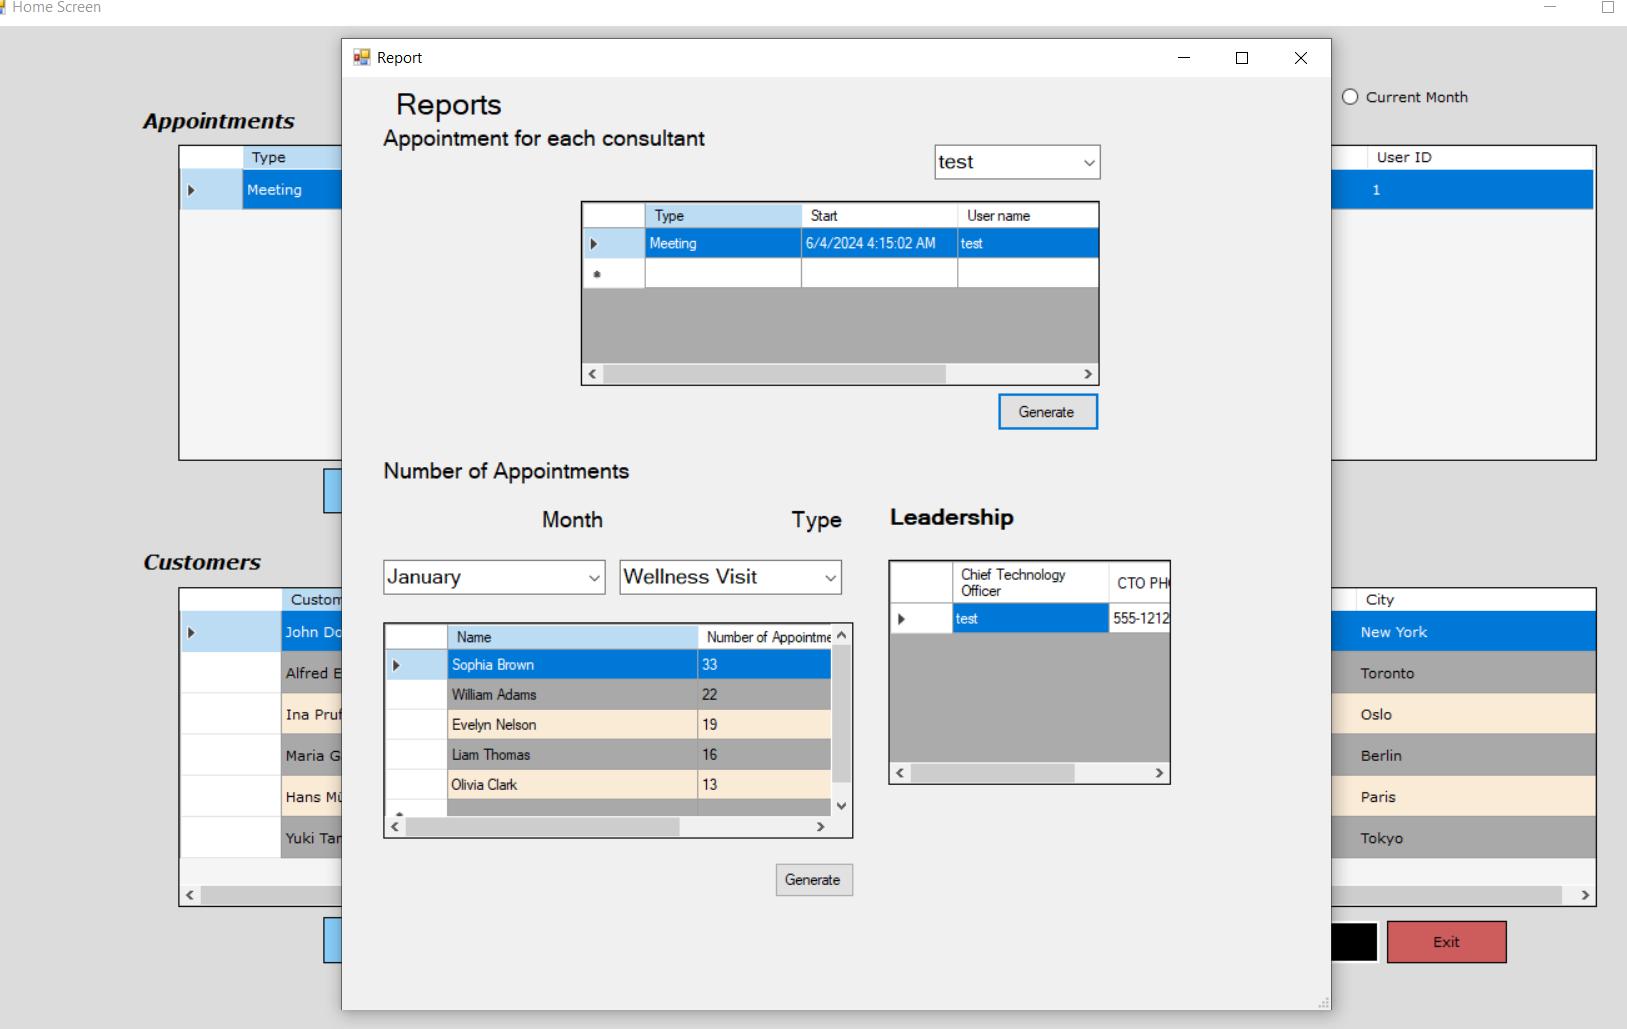 Home Screen
Report
Reports
Appointment for each consultant
test
Type Start User name
Meeting 6/4/2024 4:15:02 AM test
Generate
Number of Appointments
Month Type
January Wellness Visit
Name Number of Appointme
Sophia Brown 33
William Adams 22
Evelyn Nelson 19
Liam Thomas 16
Olivia Clark 13
Generate
Leadership
Chief Technology
Officer
CTO PH
test 555-1212
Appointments
Current Month
Type User ID
Meeting 1
Customers
Custom City
John Do New York
Alfred E Toronto
Ina Pruf Oslo
Maria G Berlin
Hans Mü Paris
Yuki Tar Tokyo
Exit